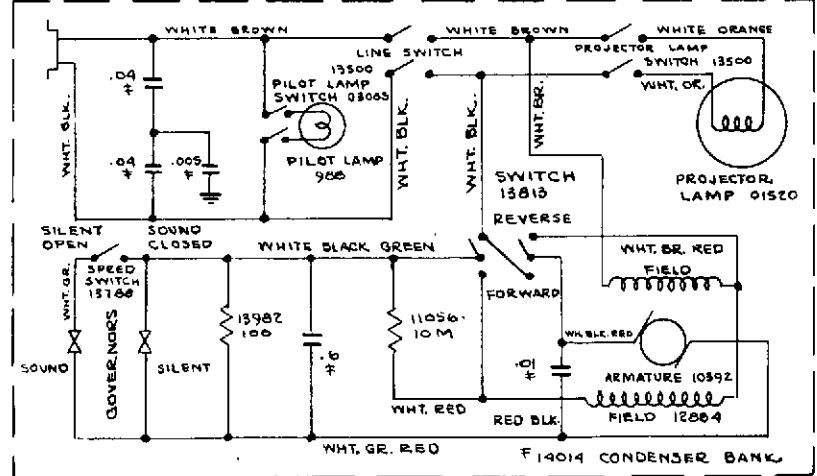 WHITE BROWN
WHITE BROWN
WHITE ORANGE
LINE SWITCH
13500
PROJECTOR LAMP
SWITCH 13500
WHT. OR.
.04
PILOT LAMP
SWITCH 03085
WHT. BLK.
.04
.005
PILOT LAMP
988
WHT. BLK.
WHT. BLK.
WHT. BR.
SWITCH
13813
PROJECTOR
LAMP 01520
REVERSE
SILENT
OPEN
SOUND
CLOSED
WHITE BLACK GREEN
WHT. BR. RED
FIELD
SPEED
SWITCH
13788
WHT. GR.
FORWARD
13982
100
11056
10 M
.6
WH. BLK. RED
.01
SOUND
GOVERNORS
SILENT
ARMATURE 10392
WHT. RED
RED BLK.
FIELD 12884
WHT. GR. RED
14014 CONDENSER BANK